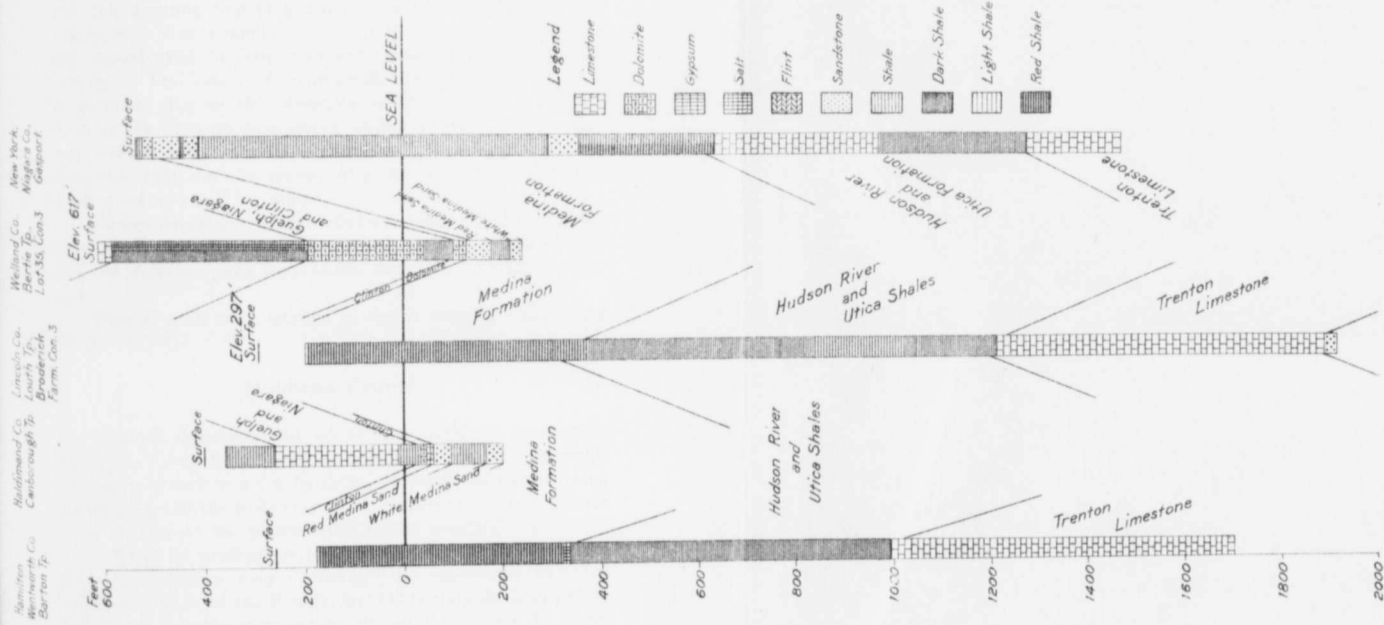 Hamilton
Wentworth Co
Barton Tp
Haldimand Co.
Canborough Tp
Lincoln Co.
Louth Tp.
Broderick
Farm. Con.3
Welland Co.
Bertie Tp.
Lot 35, Con.3
New York.
Niagara Co.,
Gasport.
Feet
600
400
200
0
200
400
600
800
1000
1200
1400
1600
1800
2000
SEA LEVEL
Surface
Surface
Elev. 297'
Surface
Elev. 617'
Surface
Surface
Clinton
Red Medina Sand
White Medina Sand
Guelph
and
Niagara
Clinton
Medina
Formation
Hudson River
and
Utica Shales
Trenton
Limestone
Clinton
Dolomite
Medina
Formation
Hudson River
and
Utica Shales
Trenton
Limestone
Guelph, Niagara
and Clinton
Red Medina Sand
White Medina Sand
Medina
Formation
Hudson River
and
Utica Formation
Trenton
Limestone
Legend
Limestone
Dolomite
Gypsum
Salt
Flint
Sandstone
Shale
Dark Shale
Light Shale
Red Shale